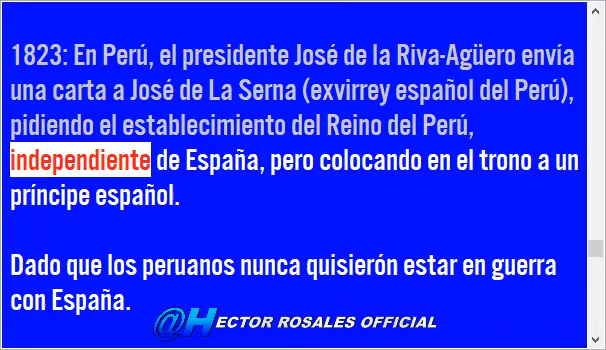 1823: En Perú, el presidente José de la Riva-Agüero envía
una carta a José de La Serna (exvirrey español del Perú),
pidiendo el establecimiento del Reino del Perú,
independiente de España, pero colocando en el trono a un
príncipe español.
Dado que los peruanos nunca quisierón estar en guerra
con España.
@HECTOR ROSALES OFFICIAL